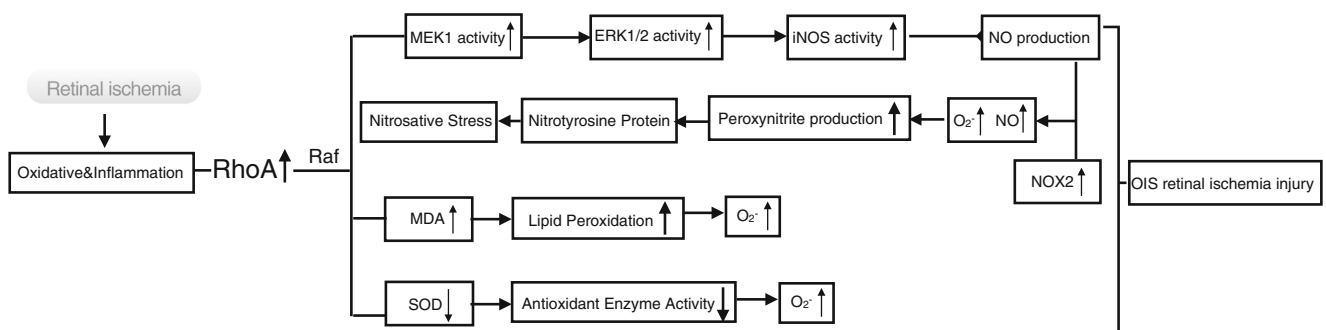 MEK1 activity↑
ERK1/2 activity↑
iNOS activity↑
NO production
Retinal ischemia
Nitrosative Stress
Nitrotyrosine Protein
Peroxynitrite production↑
O₂⁻↑ NO↑
Oxidative&Inflammation
RhoA↑
Raf
NOX2↑
OIS retinal ischemia injury
MDA↑
Lipid Peroxidation↑
O₂⁻↑
SOD↓
Antioxidant Enzyme Activity↓
O₂⁻↑